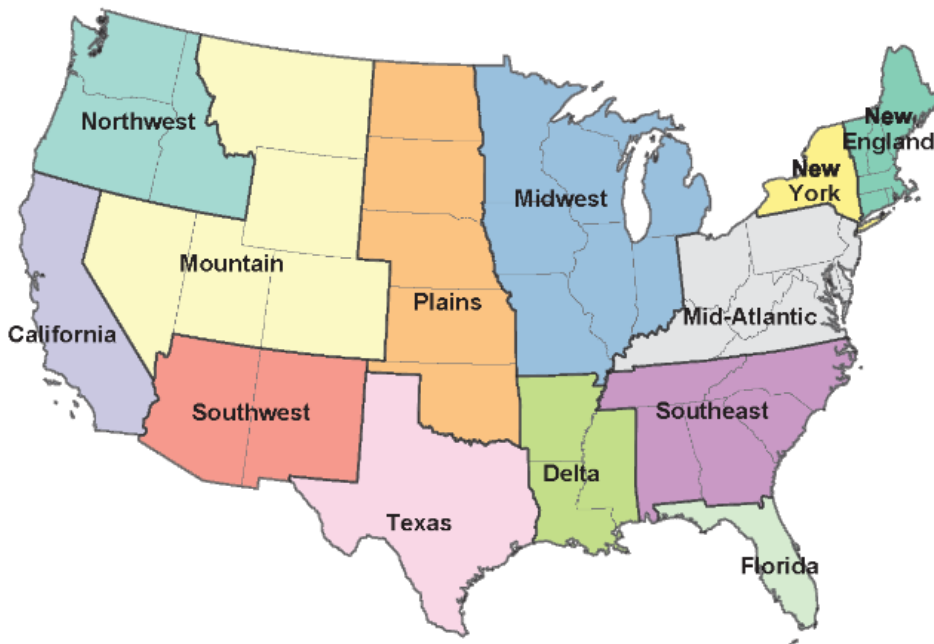 New
England
Northwest
New
York
Midwest
Mountain
Plains
Mid-Atlantic
California
Southwest
Southeast
Delta
Texas
Florida